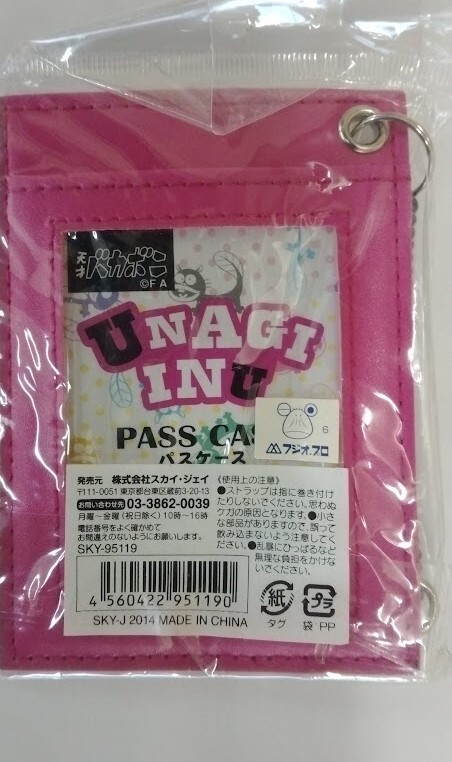 天才バカボン
©FA
UNAGI
INU
PASS CAS
パスケース
6
フジオ・プロ
発売元 株式会社スカイ・ジェイ
〒111-0051 東京都台東区蔵前3-20-13
お問い合わせ先 03-3862-0039
月曜〜金曜(祝日除く)10時〜16時
電話番号をよく確かめて
お間違えのないようにお願いします。
SKY-95119
《使用上の注意》
●ストラップは指に巻き付け
たりしないでください。思わぬ
ケガの原因となります。●小さ
な部品がありますので、誤って
飲み込まないよう注意してく
ださい。●乱暴にひっぱるなど
無理な負担をかけな
いでください。
4 560422 951190
紙
タグ
プラ
袋 PP
SKY-J 2014 MADE IN CHINA